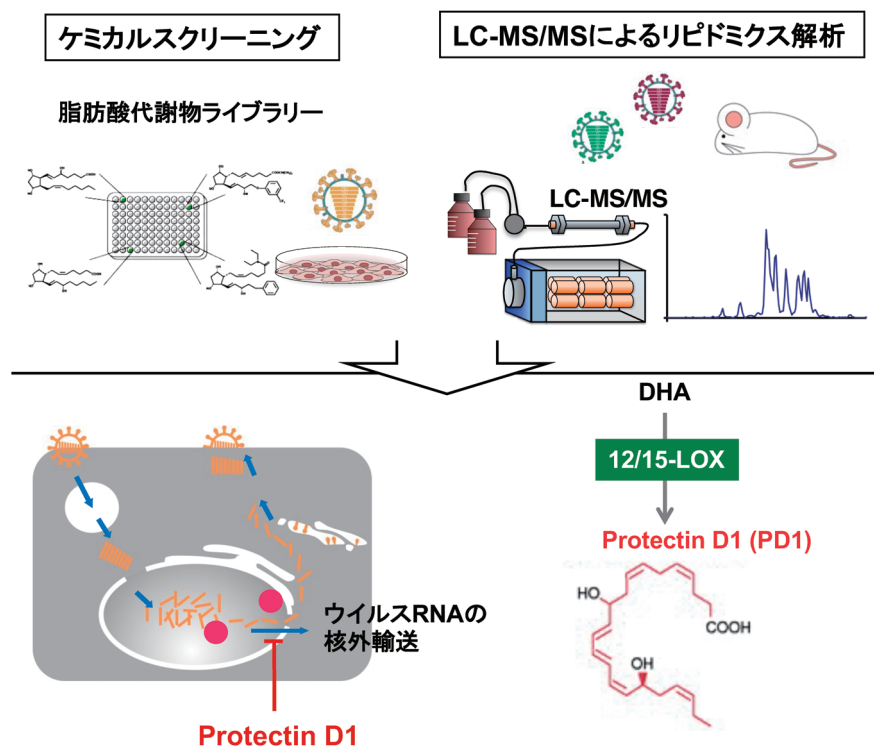 ケミカルスクリーニング
LC-MS/MSによるリピドミクス解析
脂肪酸代謝物ライブラリー
LC-MS/MS
DHA
12/15-LOX
Protectin D1 (PD1)
HO
COOH
OH
ウイルスRNAの
核外輸送
Protectin D1